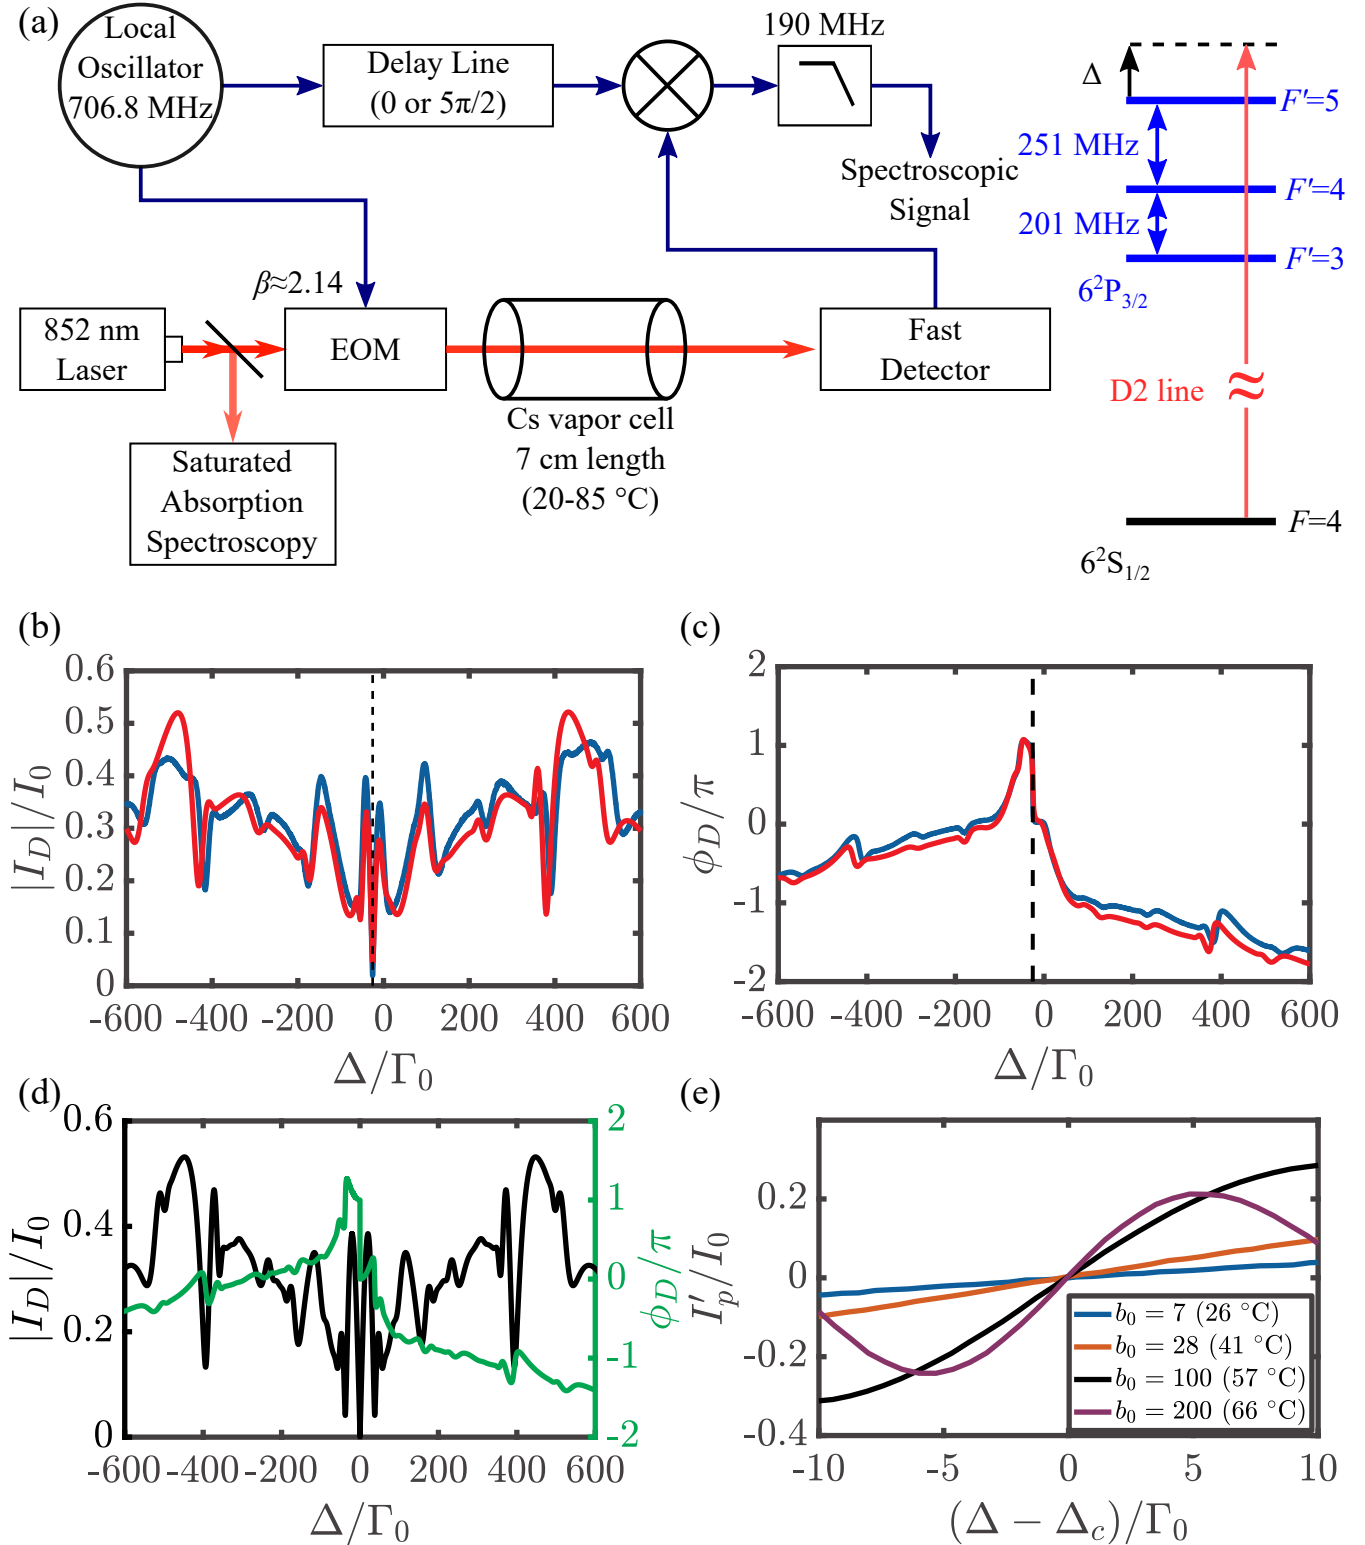 (a)
Local
Oscillator
706.8 MHz
Delay Line
(0 or 5π/2)
190 MHz
Spectroscopic
Signal
β≈2.14
852 nm
Laser
EOM
Fast
Detector
Cs vapor cell
7 cm length
(20-85 °C)
Saturated
Absorption
Spectroscopy
Δ
F'=5
251 MHz
F'=4
201 MHz
F'=3
6²P₃/₂
D2 line
≈
F=4
6²S₁/₂
(b)
0.6
0.5
0.4
0.3
0.2
0.1
0
|I_D|/I₀
-600 -400 -200 0 200 400 600
Δ/Γ₀
(c)
2
1
0
-1
-2
ϕ_D/π
-600 -400 -200 0 200 400 600
Δ/Γ₀
(d)
0.6
0.4
0.2
0
|I_D|/I₀
2
1
0
-1
-2
ϕ_D/π
-600 -400 -200 0 200 400 600
Δ/Γ₀
(e)
0.2
0
-0.2
-0.4
I'_p/I₀
b₀ = 7 (26 °C)
b₀ = 28 (41 °C)
b₀ = 100 (57 °C)
b₀ = 200 (66 °C)
-10 -5 0 5 10
(Δ − Δ_c)/Γ₀